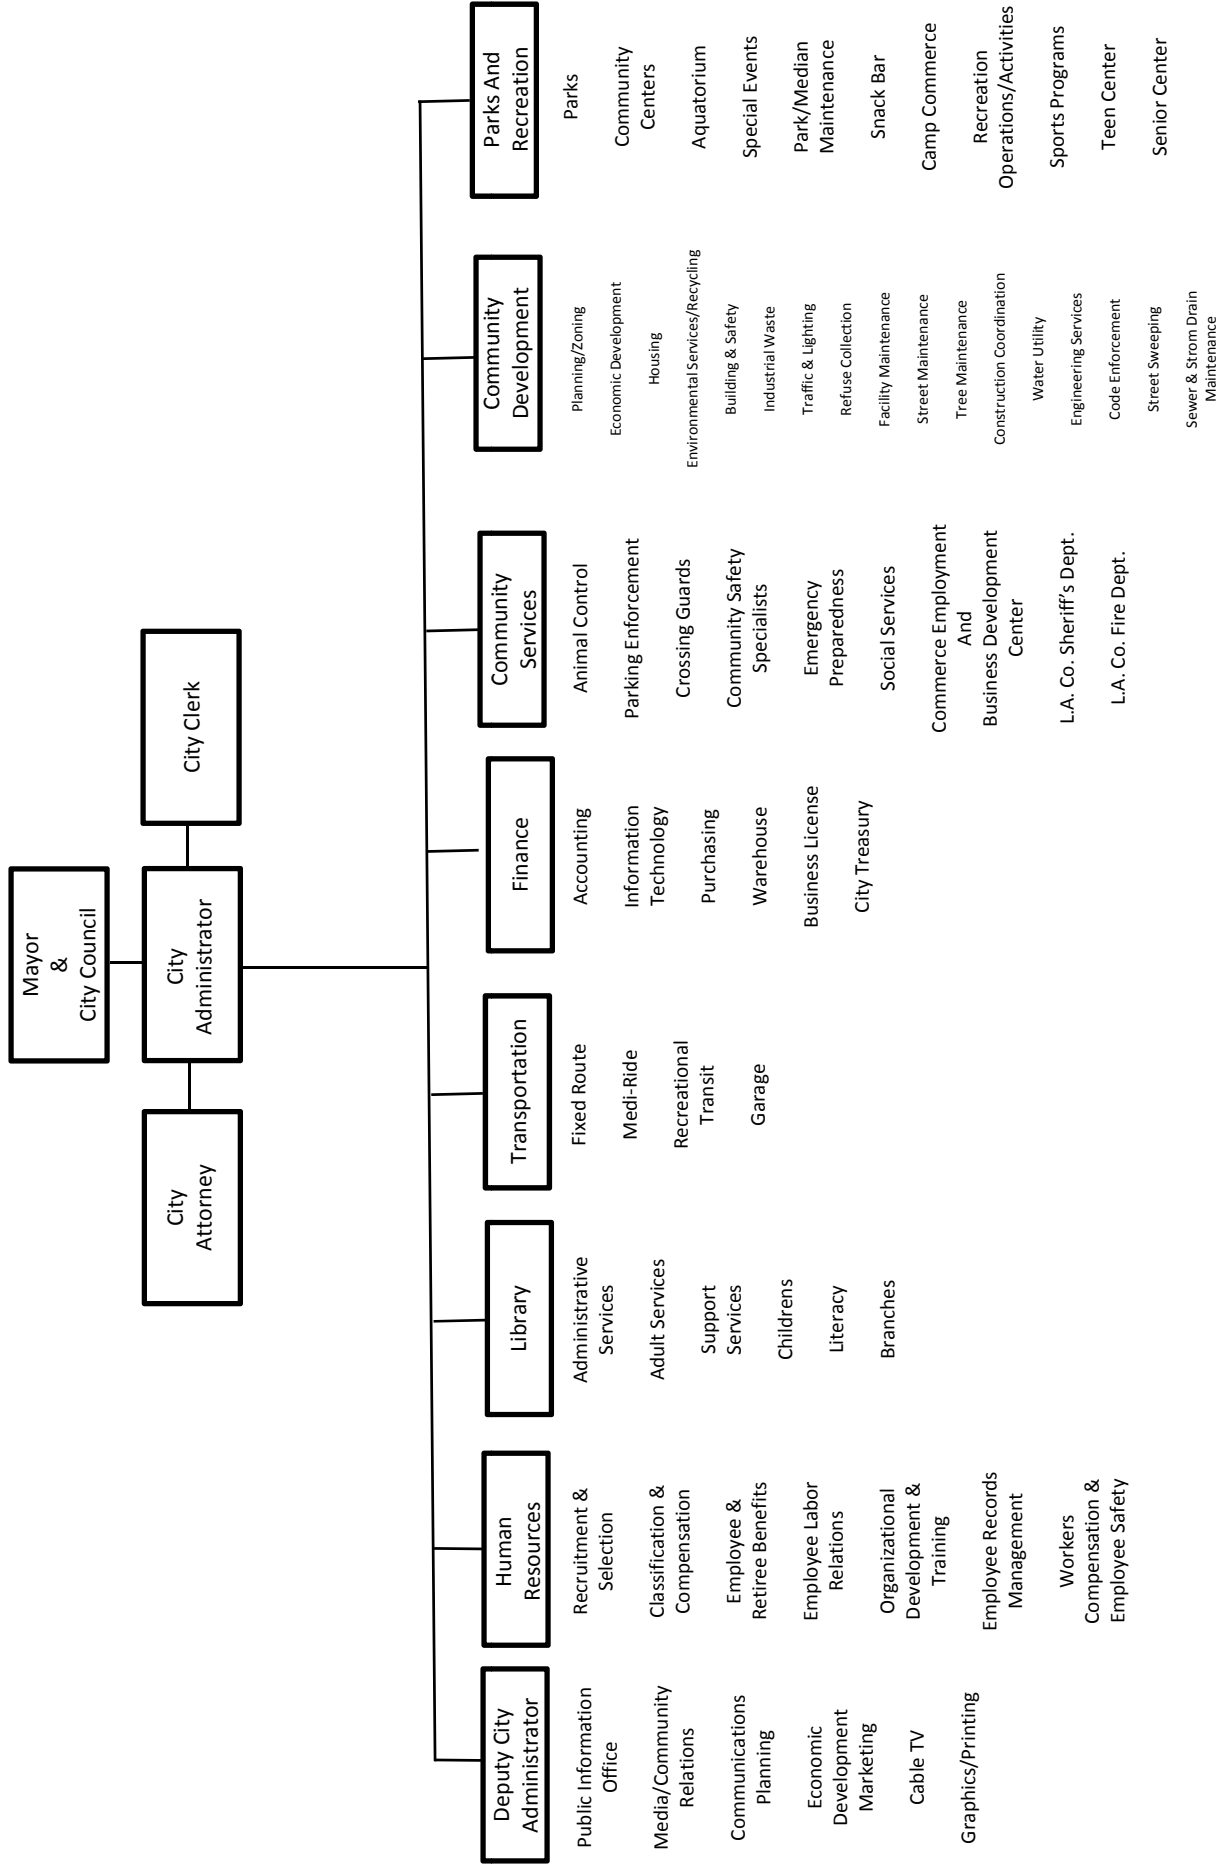 Mayor
&
City Council
City
Attorney
City
Administrator
City Clerk
Deputy City
Administrator
Public Information
Office
Media/Community
Relations
Communications
Planning
Economic
Development
Marketing
Cable TV
Graphics/Printing
Human
Resources
Recruitment &
Selection
Classification &
Compensation
Employee &
Retiree Benefits
Employee Labor
Relations
Organizational
Development &
Training
Employee Records
Management
Workers
Compensation &
Employee Safety
Library
Administrative
Services
Adult Services
Support
Services
Childrens
Literacy
Branches
Transportation
Fixed Route
Medi-Ride
Recreational
Transit
Garage
Finance
Accounting
Information
Technology
Purchasing
Warehouse
Business License
City Treasury
Community
Services
Animal Control
Parking Enforcement
Crossing Guards
Community Safety
Specialists
Emergency
Preparedness
Social Services
Commerce Employment
And
Business Development
Center
L.A. Co. Sheriff's Dept.
L.A. Co. Fire Dept.
Community
Development
Planning/Zoning
Economic Development
Housing
Environmental Services/Recycling
Building & Safety
Industrial Waste
Traffic & Lighting
Refuse Collection
Facility Maintenance
Street Maintenance
Tree Maintenance
Construction Coordination
Water Utility
Engineering Services
Code Enforcement
Street Sweeping
Sewer & Strom Drain
Maintenance
Parks And
Recreation
Parks
Community
Centers
Aquatorium
Special Events
Park/Median
Maintenance
Snack Bar
Camp Commerce
Recreation
Operations/Activities
Sports Programs
Teen Center
Senior Center